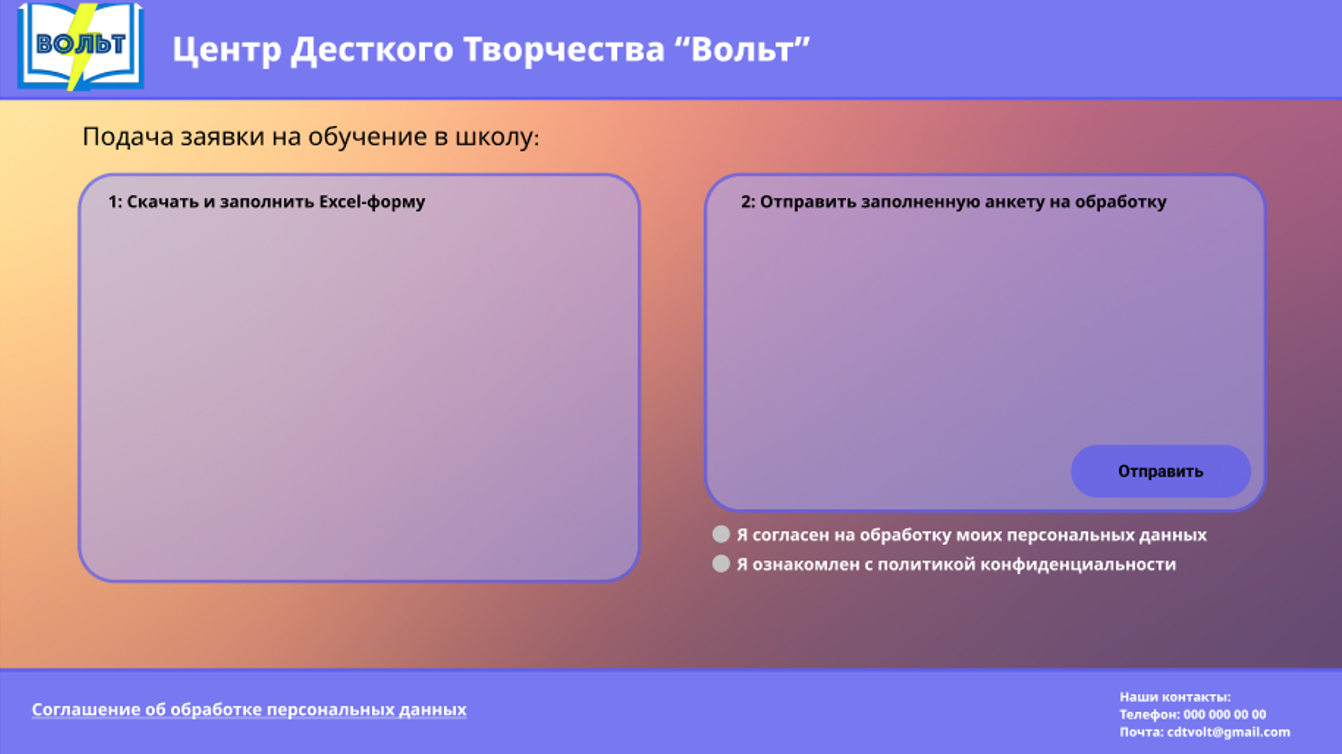 ВОЛЬТ
Центр Десткого Творчества “Вольт”
Подача заявки на обучение в школу:
1: Скачать и заполнить Excel-форму
2: Отправить заполненную анкету на обработку
Отправить
Я согласен на обработку моих персональных данных
Я ознакомлен с политикой конфиденциальности
Соглашение об обработке персональных данных
Наши контакты:
Телефон: 000 000 00 00
Почта: cdtvolt@gmail.com